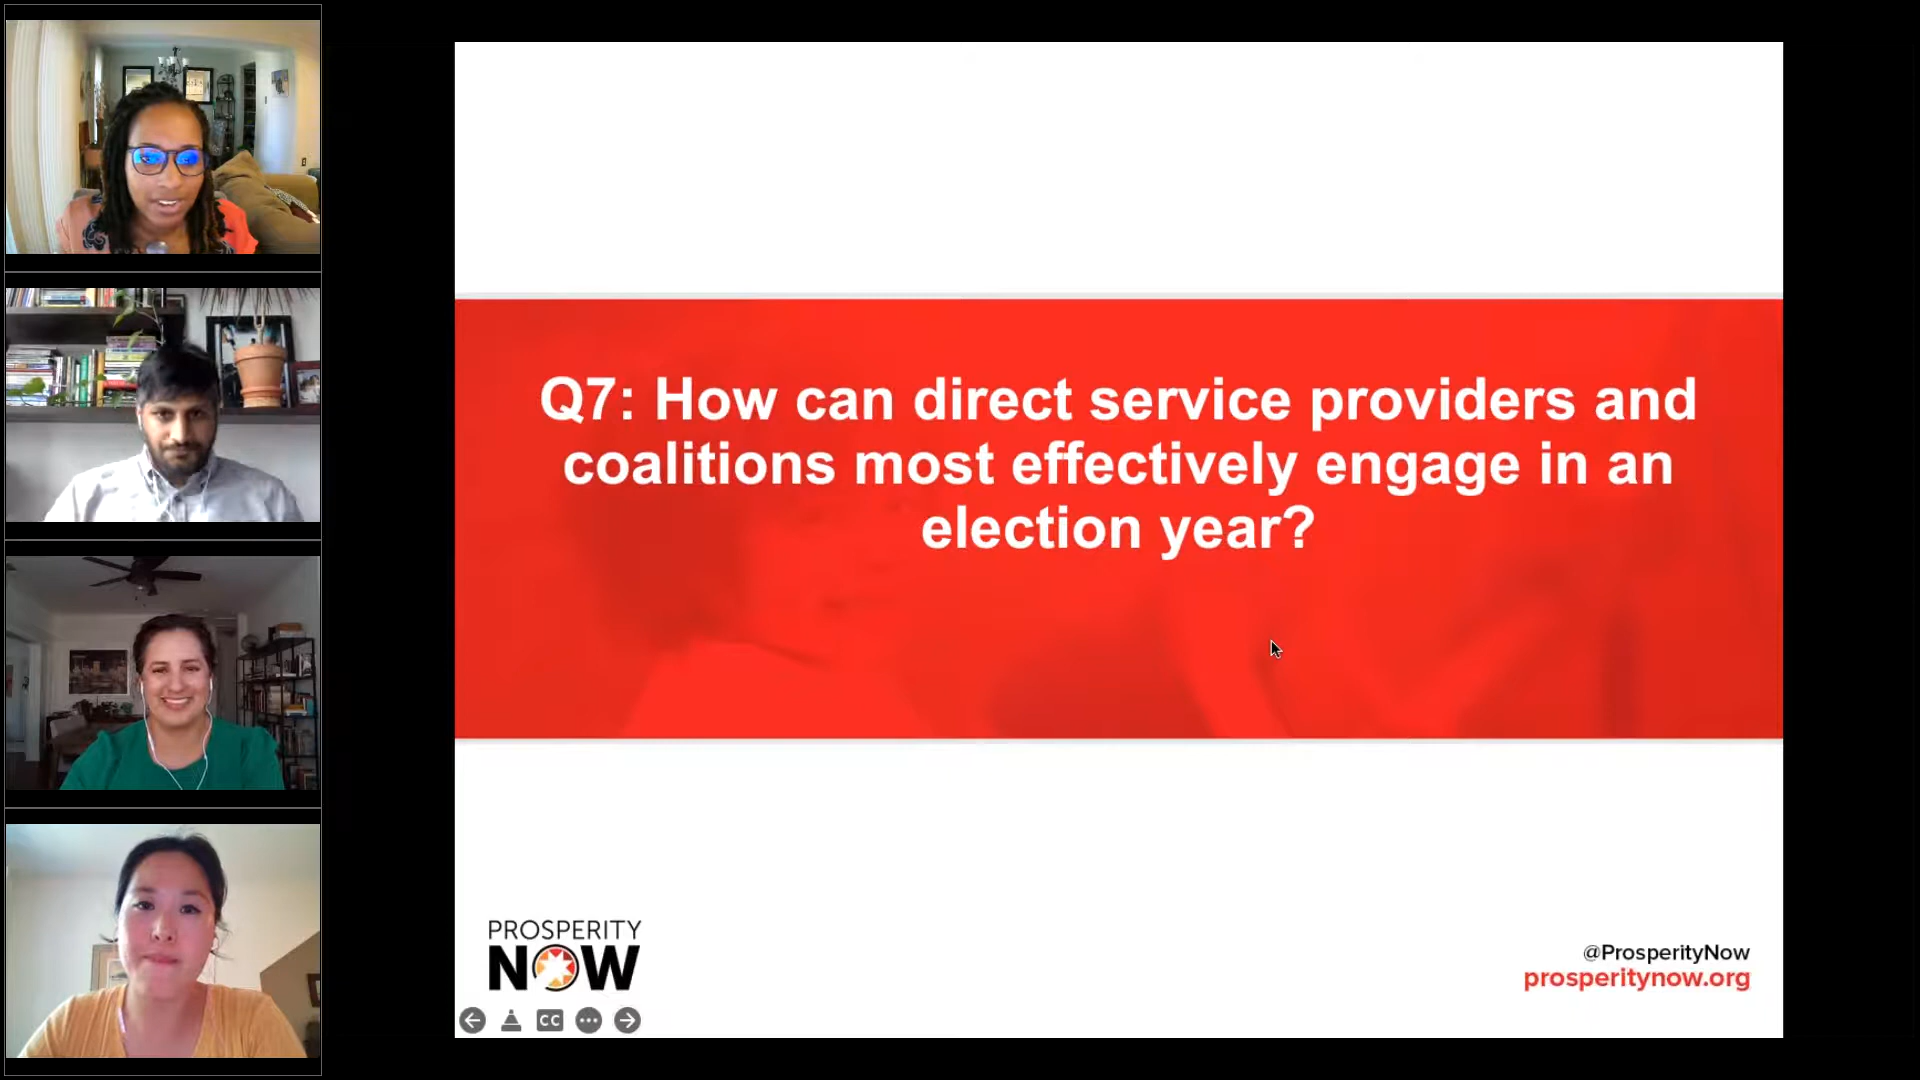 Q7: How can direct service providers and
coalitions most effectively engage in an
election year?
PROSPERITY
NOW
@ProsperityNow
prosperitynow.org
CC